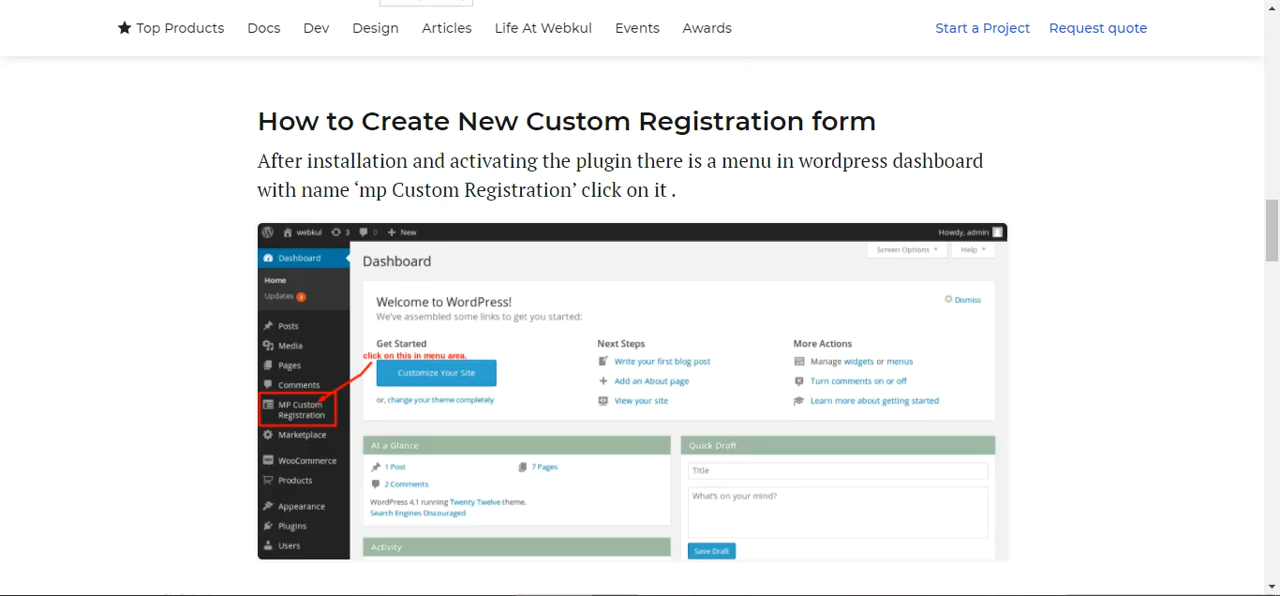 ★ Top Products Docs Dev Design Articles Life At Webkul Events Awards Start a Project Request quote
How to Create New Custom Registration form
After installation and activating the plugin there is a menu in wordpress dashboard
with name ‘mp Custom Registration’ click on it .
webkul 3 0 + New Howdy, admin
Screen Options Help
Dashboard
Home
Updates
Posts
Media
Pages
Comments
MP Custom
Registration
Marketplace
WooCommerce
Products
Appearance
Plugins
Users
Dashboard
Welcome to WordPress!
We've assembled some links to get you started:
Dismiss
Get Started
click on this in menu area.
Customize Your Site
or, change your theme completely
Next Steps
Write your first blog post
Add an About page
View your site
More Actions
Manage widgets or menus
Turn comments on or off
Learn more about getting started
At a Glance
1 Post 7 Pages
2 Comments
WordPress 4.1 running Twenty Twelve theme.
Search Engines Discouraged
Activity
Quick Draft
Title
What's on your mind?
Save Draft